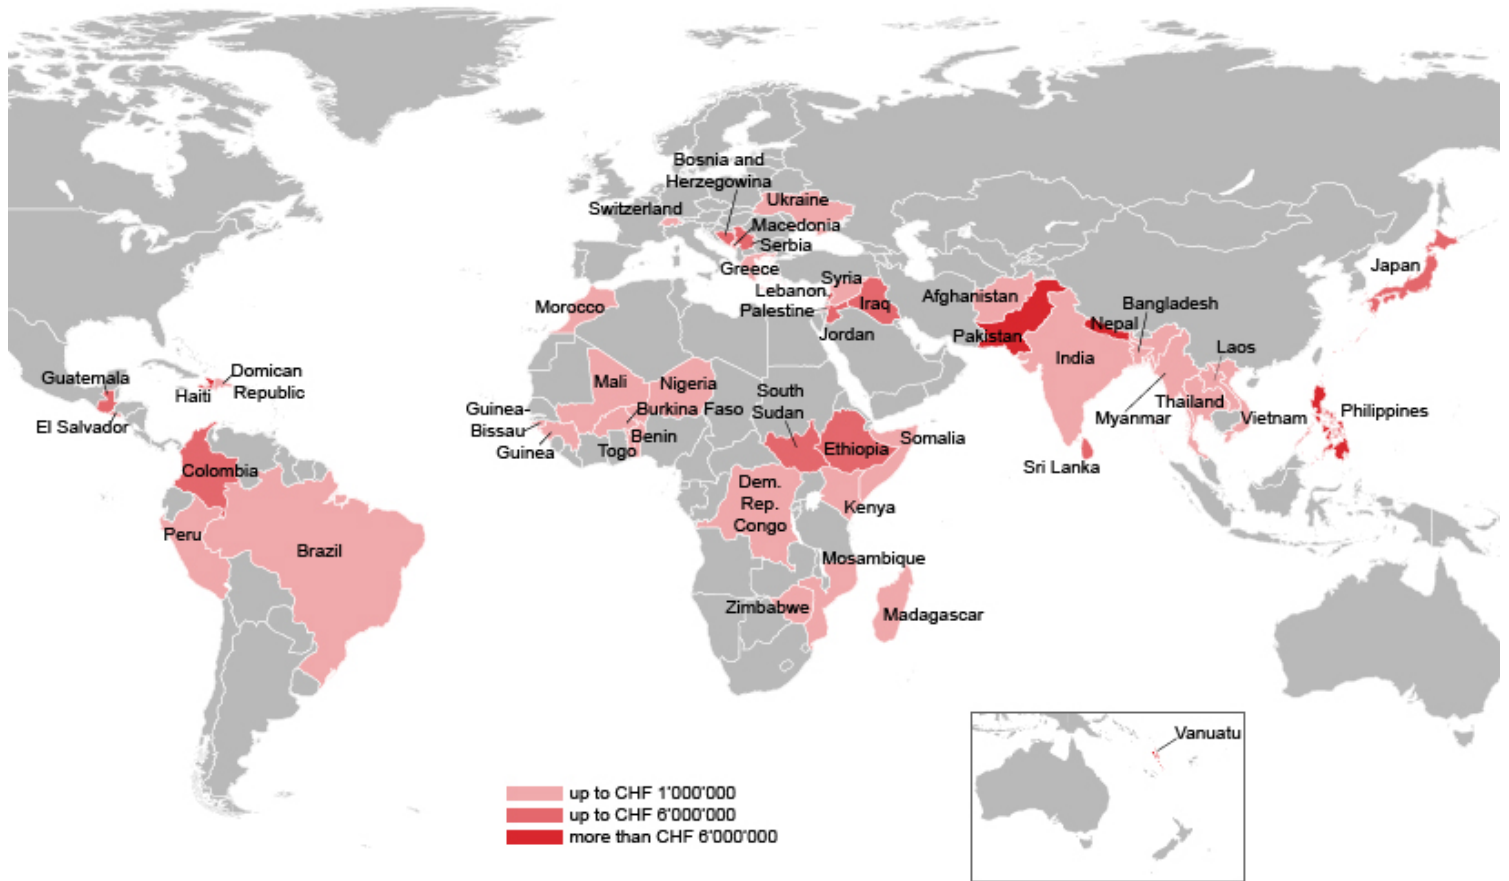 Bosnia and
Herzegowina
Ukraine
Switzerland
Macedonia
Serbia
Greece
Syria
Lebanon
Palestine
Iraq
Jordan
Morocco
Afghanistan
Pakistan
Nepal
Bangladesh
India
Laos
Japan
Guatemala
Haiti
Domican
Republic
El Salvador
Mali
Nigeria
South
Sudan
Guinea-
Bissau
Guinea
Burkina Faso
Benin
Togo
Ethiopia
Somalia
Myanmar
Thailand
Vietnam
Philippines
Sri Lanka
Colombia
Dem.
Rep.
Congo
Kenya
Peru
Brazil
Mosambique
Zimbabwe
Madagascar
Vanuatu
up to CHF 1'000'000
up to CHF 6'000'000
more than CHF 6'000'000